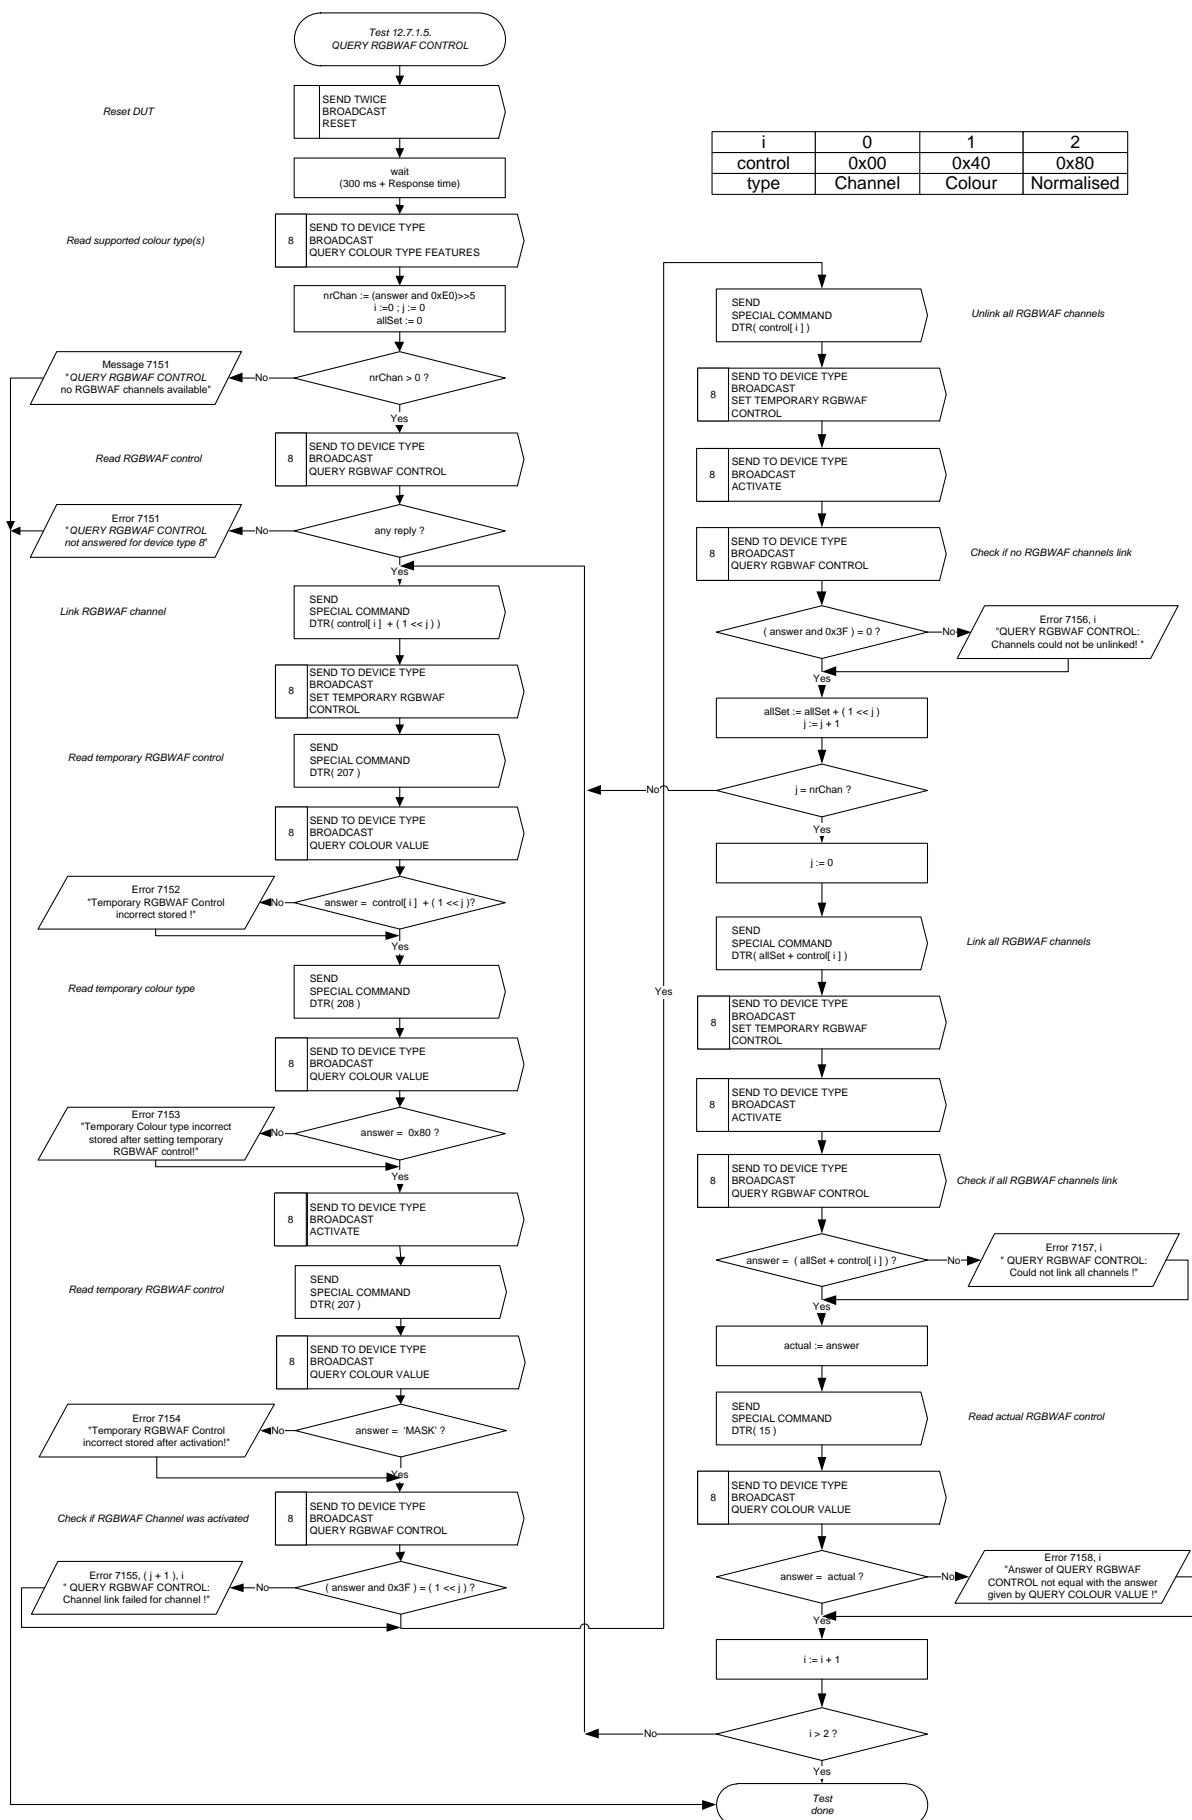 Test 12.7.1.5.
QUERY RGBWAF CONTROL
Reset DUT
SEND TWICE
BROADCAST
RESET
wait
(300 ms + Response time)
Read supported colour type(s)
8
SEND TO DEVICE TYPE
BROADCAST
QUERY COLOUR TYPE FEATURES
nrChan := (answer and 0xE0)>>5
i :=0 ; j := 0
allSet := 0
Message 7151
"QUERY RGBWAF CONTROL
no RGBWAF channels available"
No
nrChan > 0 ?
Yes
Read RGBWAF control
8
SEND TO DEVICE TYPE
BROADCAST
QUERY RGBWAF CONTROL
Error 7151
"QUERY RGBWAF CONTROL
not answered for device type 8"
No
any reply ?
Yes
Link RGBWAF channel
SEND
SPECIAL COMMAND
DTR( control[ i ] + ( 1 << j ) )
8
SEND TO DEVICE TYPE
BROADCAST
SET TEMPORARY RGBWAF
CONTROL
Read temporary RGBWAF control
SEND
SPECIAL COMMAND
DTR( 207 )
8
SEND TO DEVICE TYPE
BROADCAST
QUERY COLOUR VALUE
Error 7152
"Temporary RGBWAF Control
incorrect stored !"
No
answer = control[ i ] + ( 1 << j )?
Yes
Read temporary colour type
SEND
SPECIAL COMMAND
DTR( 208 )
8
SEND TO DEVICE TYPE
BROADCAST
QUERY COLOUR VALUE
Error 7153
"Temporary Colour type incorrect
stored after setting temporary
RGBWAF control!"
No
answer = 0x80 ?
Yes
8
SEND TO DEVICE TYPE
BROADCAST
ACTIVATE
Read temporary RGBWAF control
SEND
SPECIAL COMMAND
DTR( 207 )
8
SEND TO DEVICE TYPE
BROADCAST
QUERY COLOUR VALUE
Error 7154
"Temporary RGBWAF Control
incorrect stored after activation!"
No
answer = ‘MASK’ ?
Yes
Check if RGBWAF Channel was activated
8
SEND TO DEVICE TYPE
BROADCAST
QUERY RGBWAF CONTROL
Error 7155, ( j + 1 ), i
" QUERY RGBWAF CONTROL:
Channel link failed for channel !"
No
( answer and 0x3F ) = ( 1 << j ) ?
Yes
i 0 1 2
control 0x00 0x40 0x80
type Channel Colour Normalised
SEND
SPECIAL COMMAND
DTR( control[ i ] )
Unlink all RGBWAF channels
8
SEND TO DEVICE TYPE
BROADCAST
SET TEMPORARY RGBWAF
CONTROL
8
SEND TO DEVICE TYPE
BROADCAST
ACTIVATE
8
SEND TO DEVICE TYPE
BROADCAST
QUERY RGBWAF CONTROL
Check if no RGBWAF channels link
( answer and 0x3F ) = 0 ?
No
Error 7156, i
"QUERY RGBWAF CONTROL:
Channels could not be unlinked! "
Yes
allSet := allSet + ( 1 << j )
j := j + 1
No
j = nrChan ?
Yes
j := 0
SEND
SPECIAL COMMAND
DTR( allSet + control[ i ] )
Link all RGBWAF channels
8
SEND TO DEVICE TYPE
BROADCAST
SET TEMPORARY RGBWAF
CONTROL
8
SEND TO DEVICE TYPE
BROADCAST
ACTIVATE
8
SEND TO DEVICE TYPE
BROADCAST
QUERY RGBWAF CONTROL
Check if all RGBWAF channels link
answer = ( allSet + control[ i ] ) ?
No
Error 7157, i
" QUERY RGBWAF CONTROL:
Could not link all channels !"
Yes
actual := answer
SEND
SPECIAL COMMAND
DTR( 15 )
Read actual RGBWAF control
8
SEND TO DEVICE TYPE
BROADCAST
QUERY COLOUR VALUE
answer = actual ?
No
Error 7158, i
"Answer of QUERY RGBWAF
CONTROL not equal with the answer
given by QUERY COLOUR VALUE !"
Yes
i := i + 1
No
i > 2 ?
Yes
Test
done